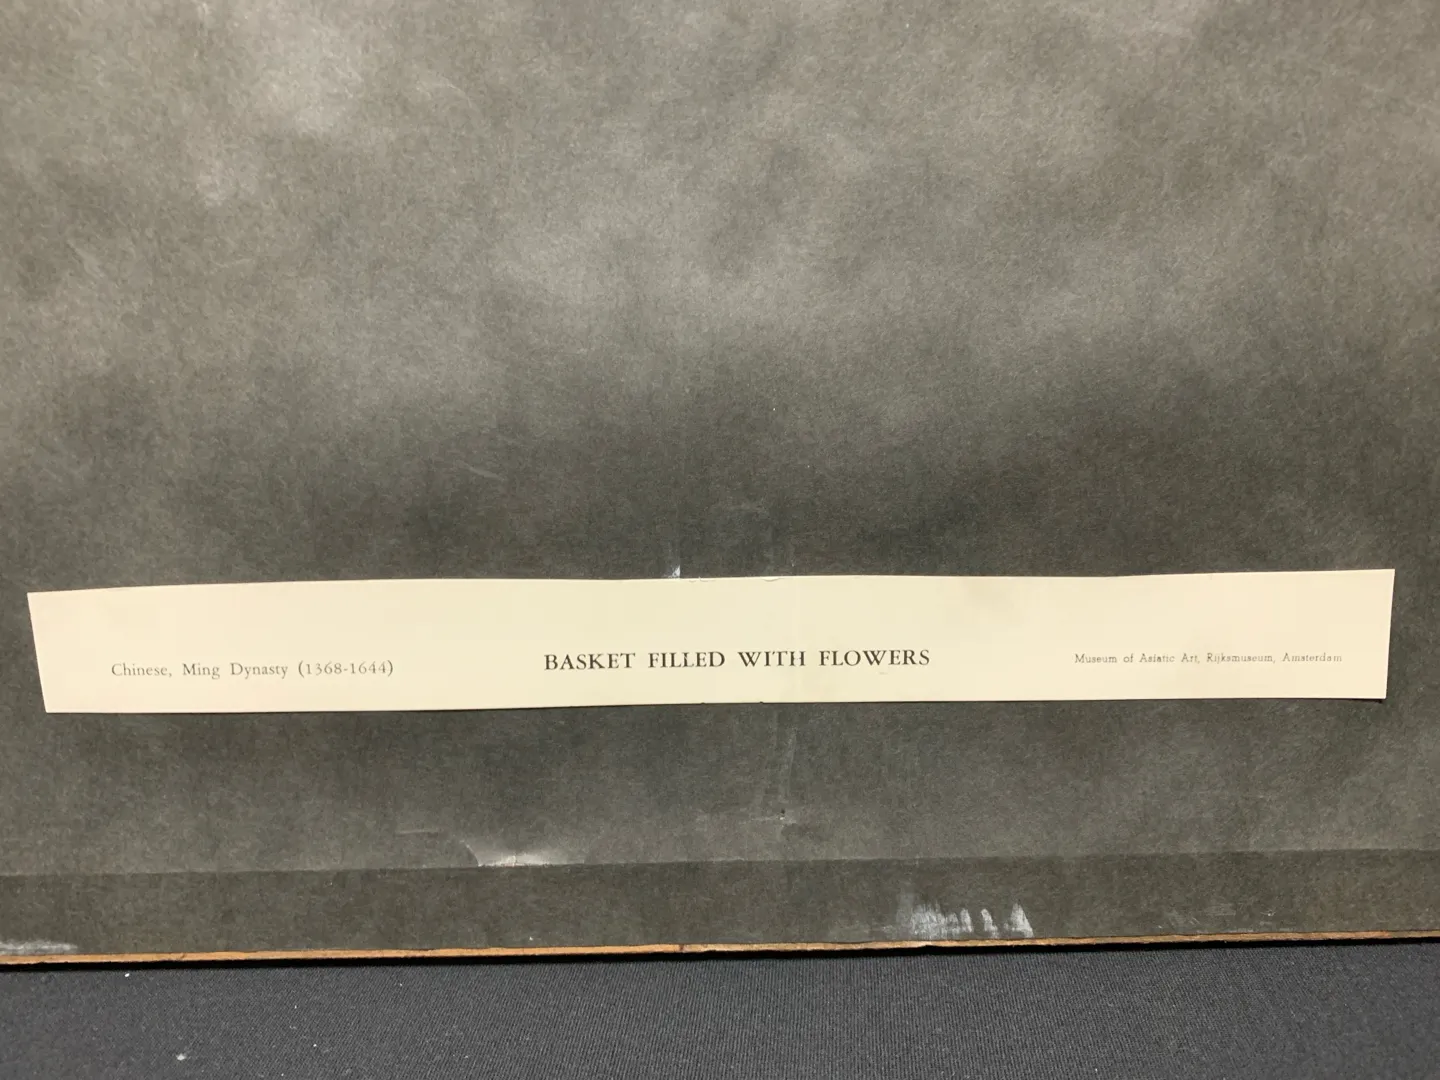 Chinese, Ming Dynasty (1368-1644) BASKET FILLED WITH FLOWERS Museum of Asiatic Art, Rijksmuseum, Amsterdam